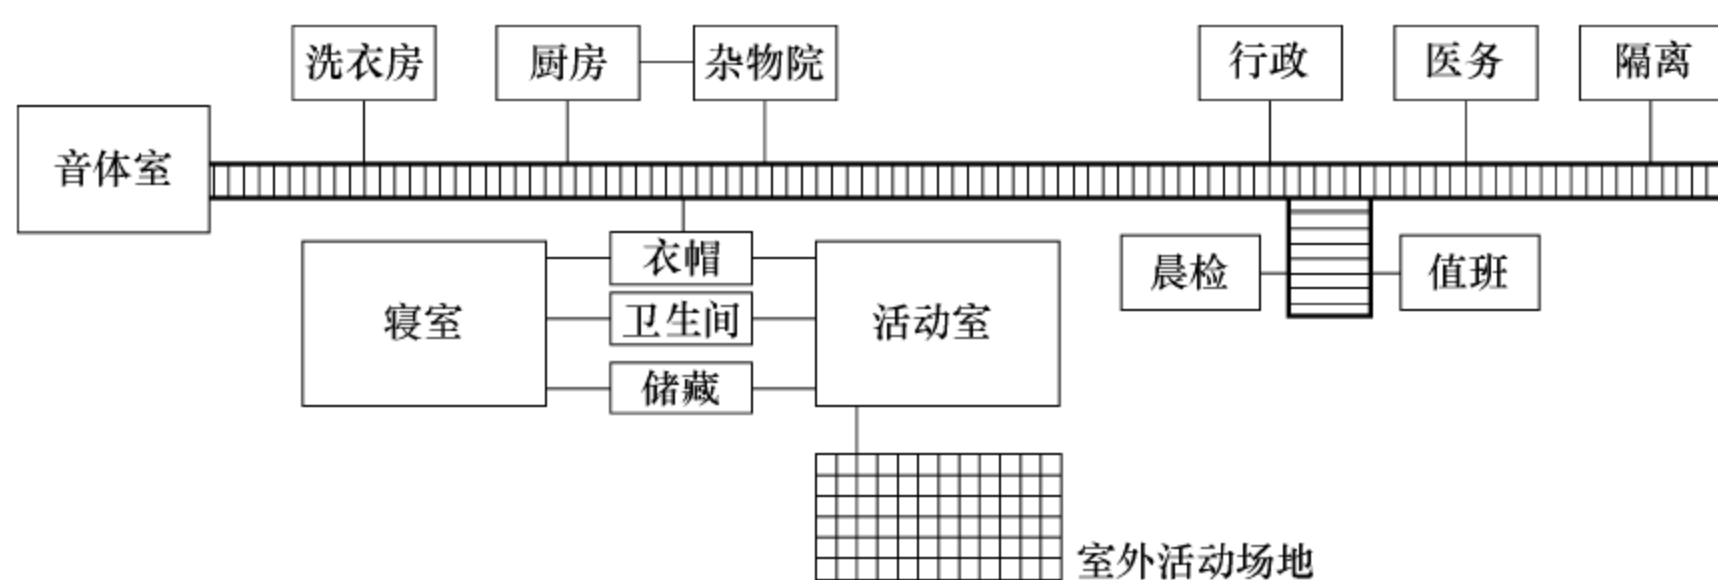 洗衣房
厨房
杂物院
行政
医务
隔离
音体室
衣帽
寝室
卫生间
活动室
储藏
晨检
值班
室外活动场地